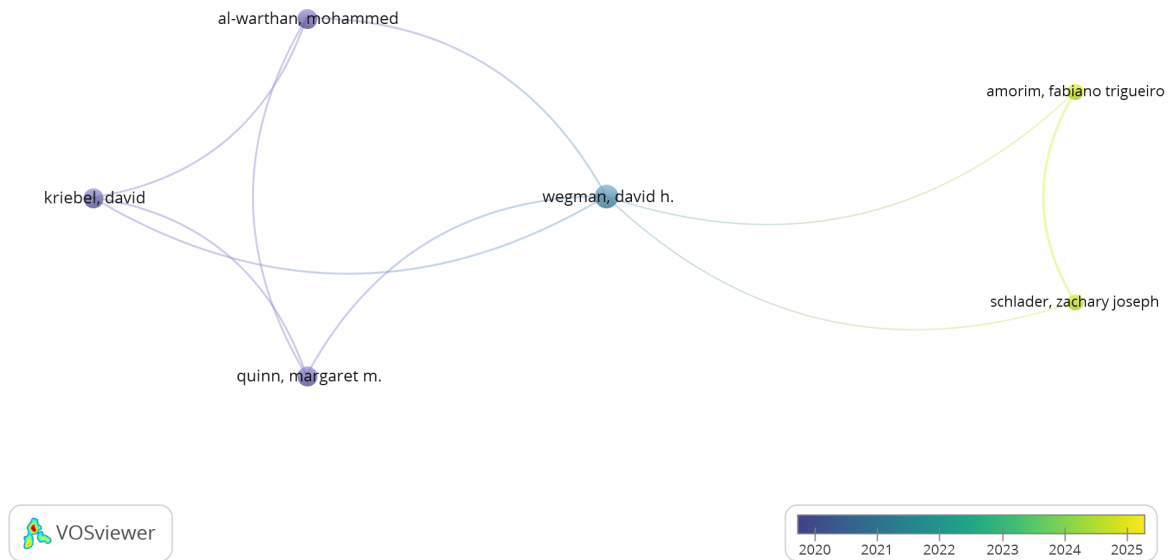 al-warthan, mohammed
amorim, fabiano trigueiro
kriebel, david
wegman, david h.
schlader, zachary joseph
quinn, margaret m.
VOSviewer
2020 2021 2022 2023 2024 2025